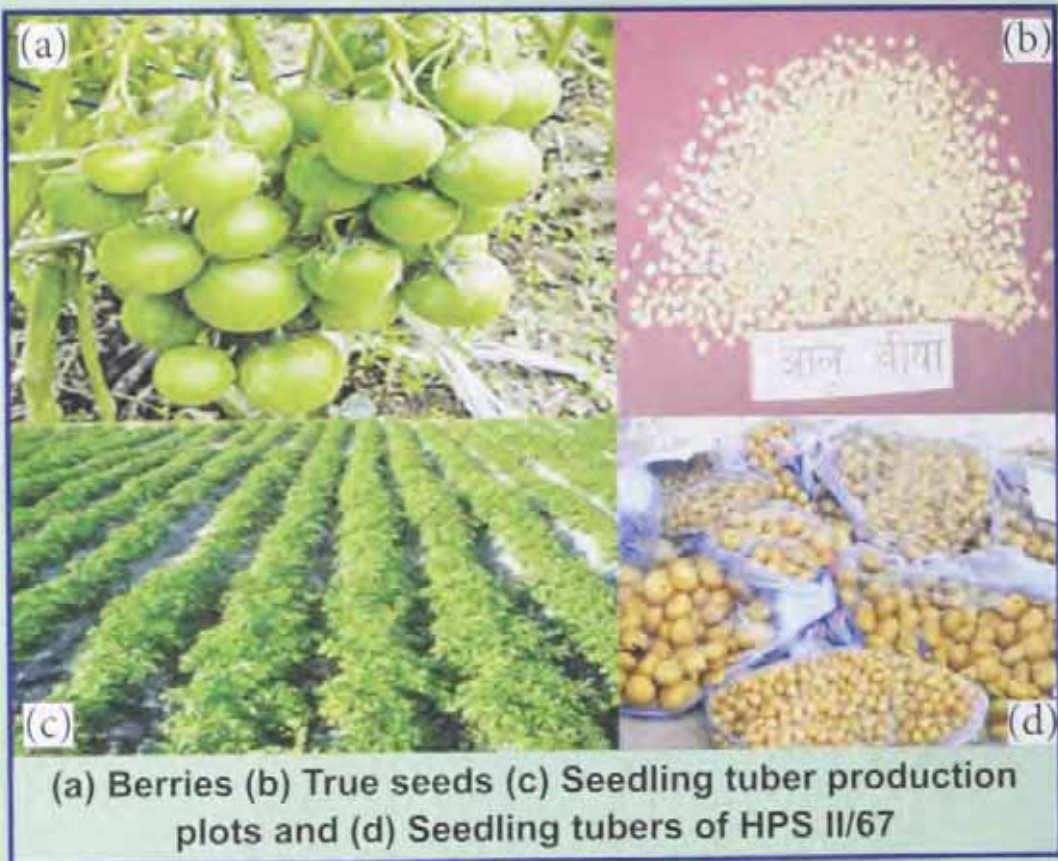 (a)
(b)
आलू बीया
(c)
(d)
(a) Berries (b) True seeds (c) Seedling tuber production
plots and (d) Seedling tubers of HPS II/67